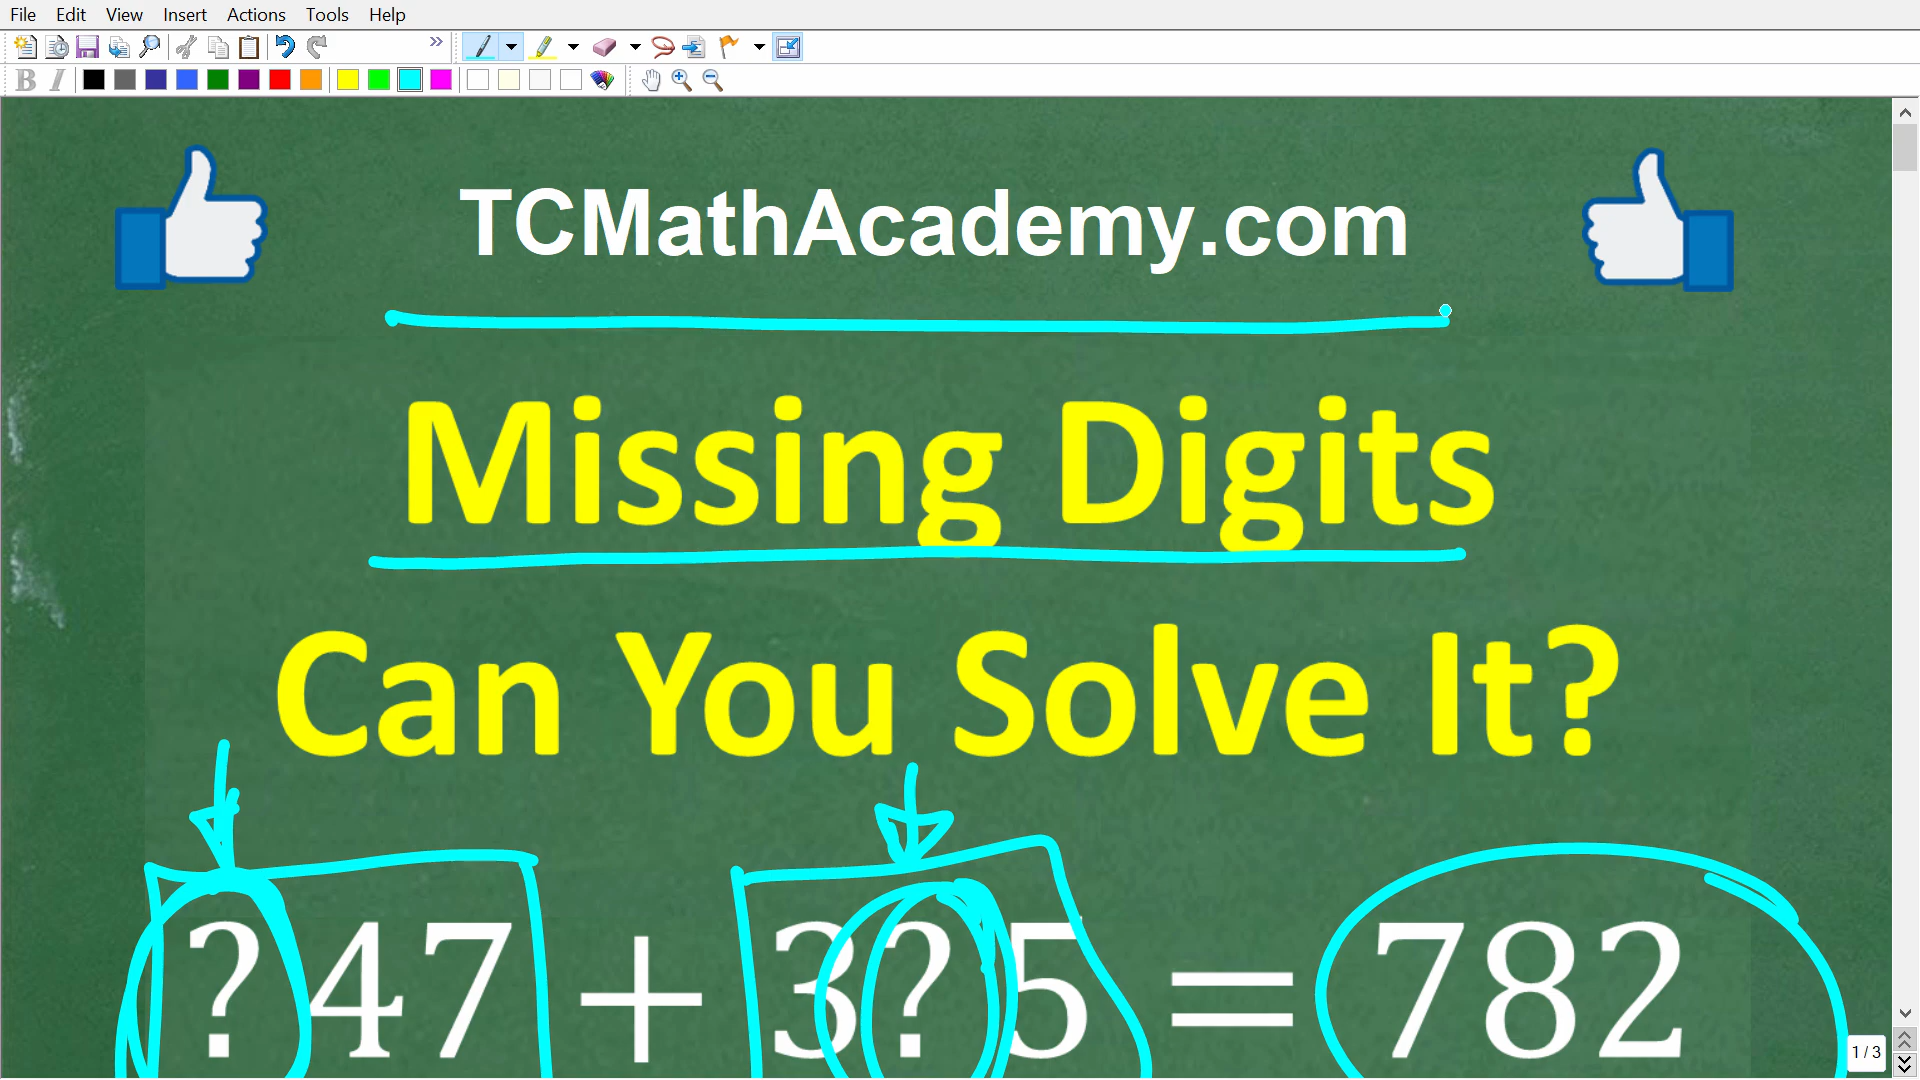 File Edit View Insert Actions Tools Help
B I
TCMathAcademy.com
Missing Digits
Can You Solve It?
?47 + 3?5 = 782
1 / 3